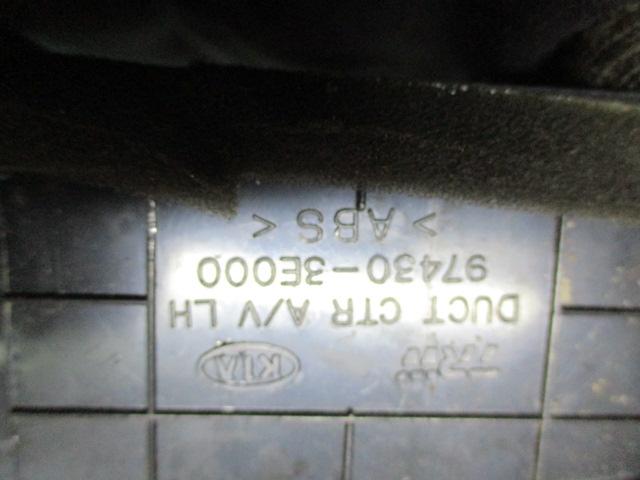 KIA
DUCT CTR A/V LH
97430-3E000
> ABS <